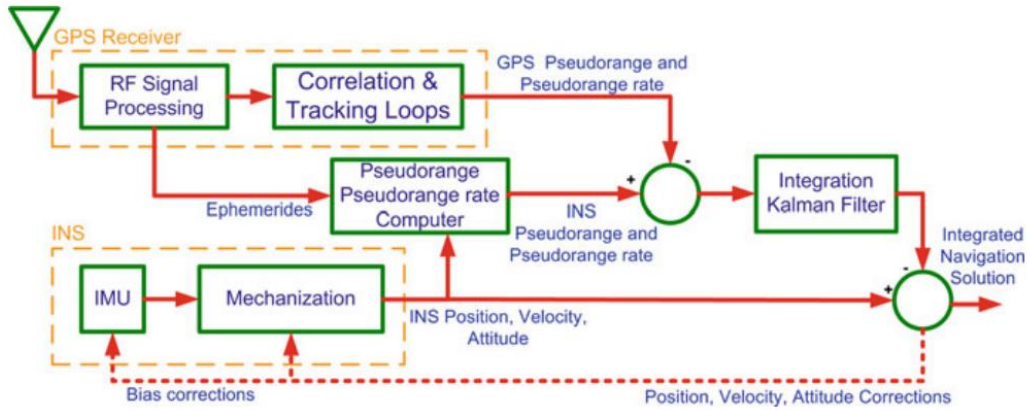 GPS Receiver
RF Signal
Processing
Correlation &
Tracking Loops
GPS Pseudorange and
Pseudorange rate
-
Pseudorange
Pseudorange rate
Computer
+
Integration
Kalman Filter
Ephemerides
INS
Pseudorange and
Pseudorange rate
Integrated
Navigation
Solution
INS
IMU
Mechanization
INS Position, Velocity,
Attitude
-
+
Bias corrections
Position, Velocity, Attitude Corrections